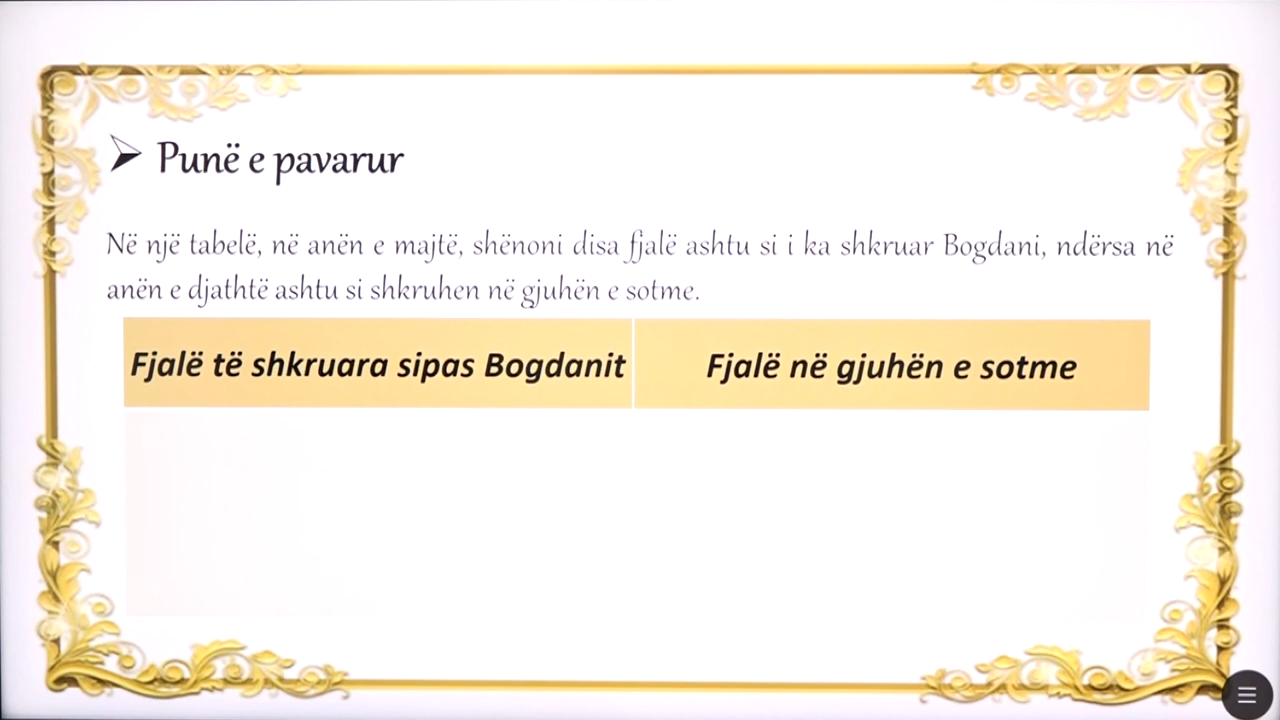 Punë e pavarur
Në një tabelë, në anën e majtë, shënoni disa fjalë ashtu si i ka shkruar Bogdani, ndërsa në
anën e djathtë ashtu si shkruhen në gjuhën e sotme.
Fjalë të shkruara sipas Bogdanit
Fjalë në gjuhën e sotme